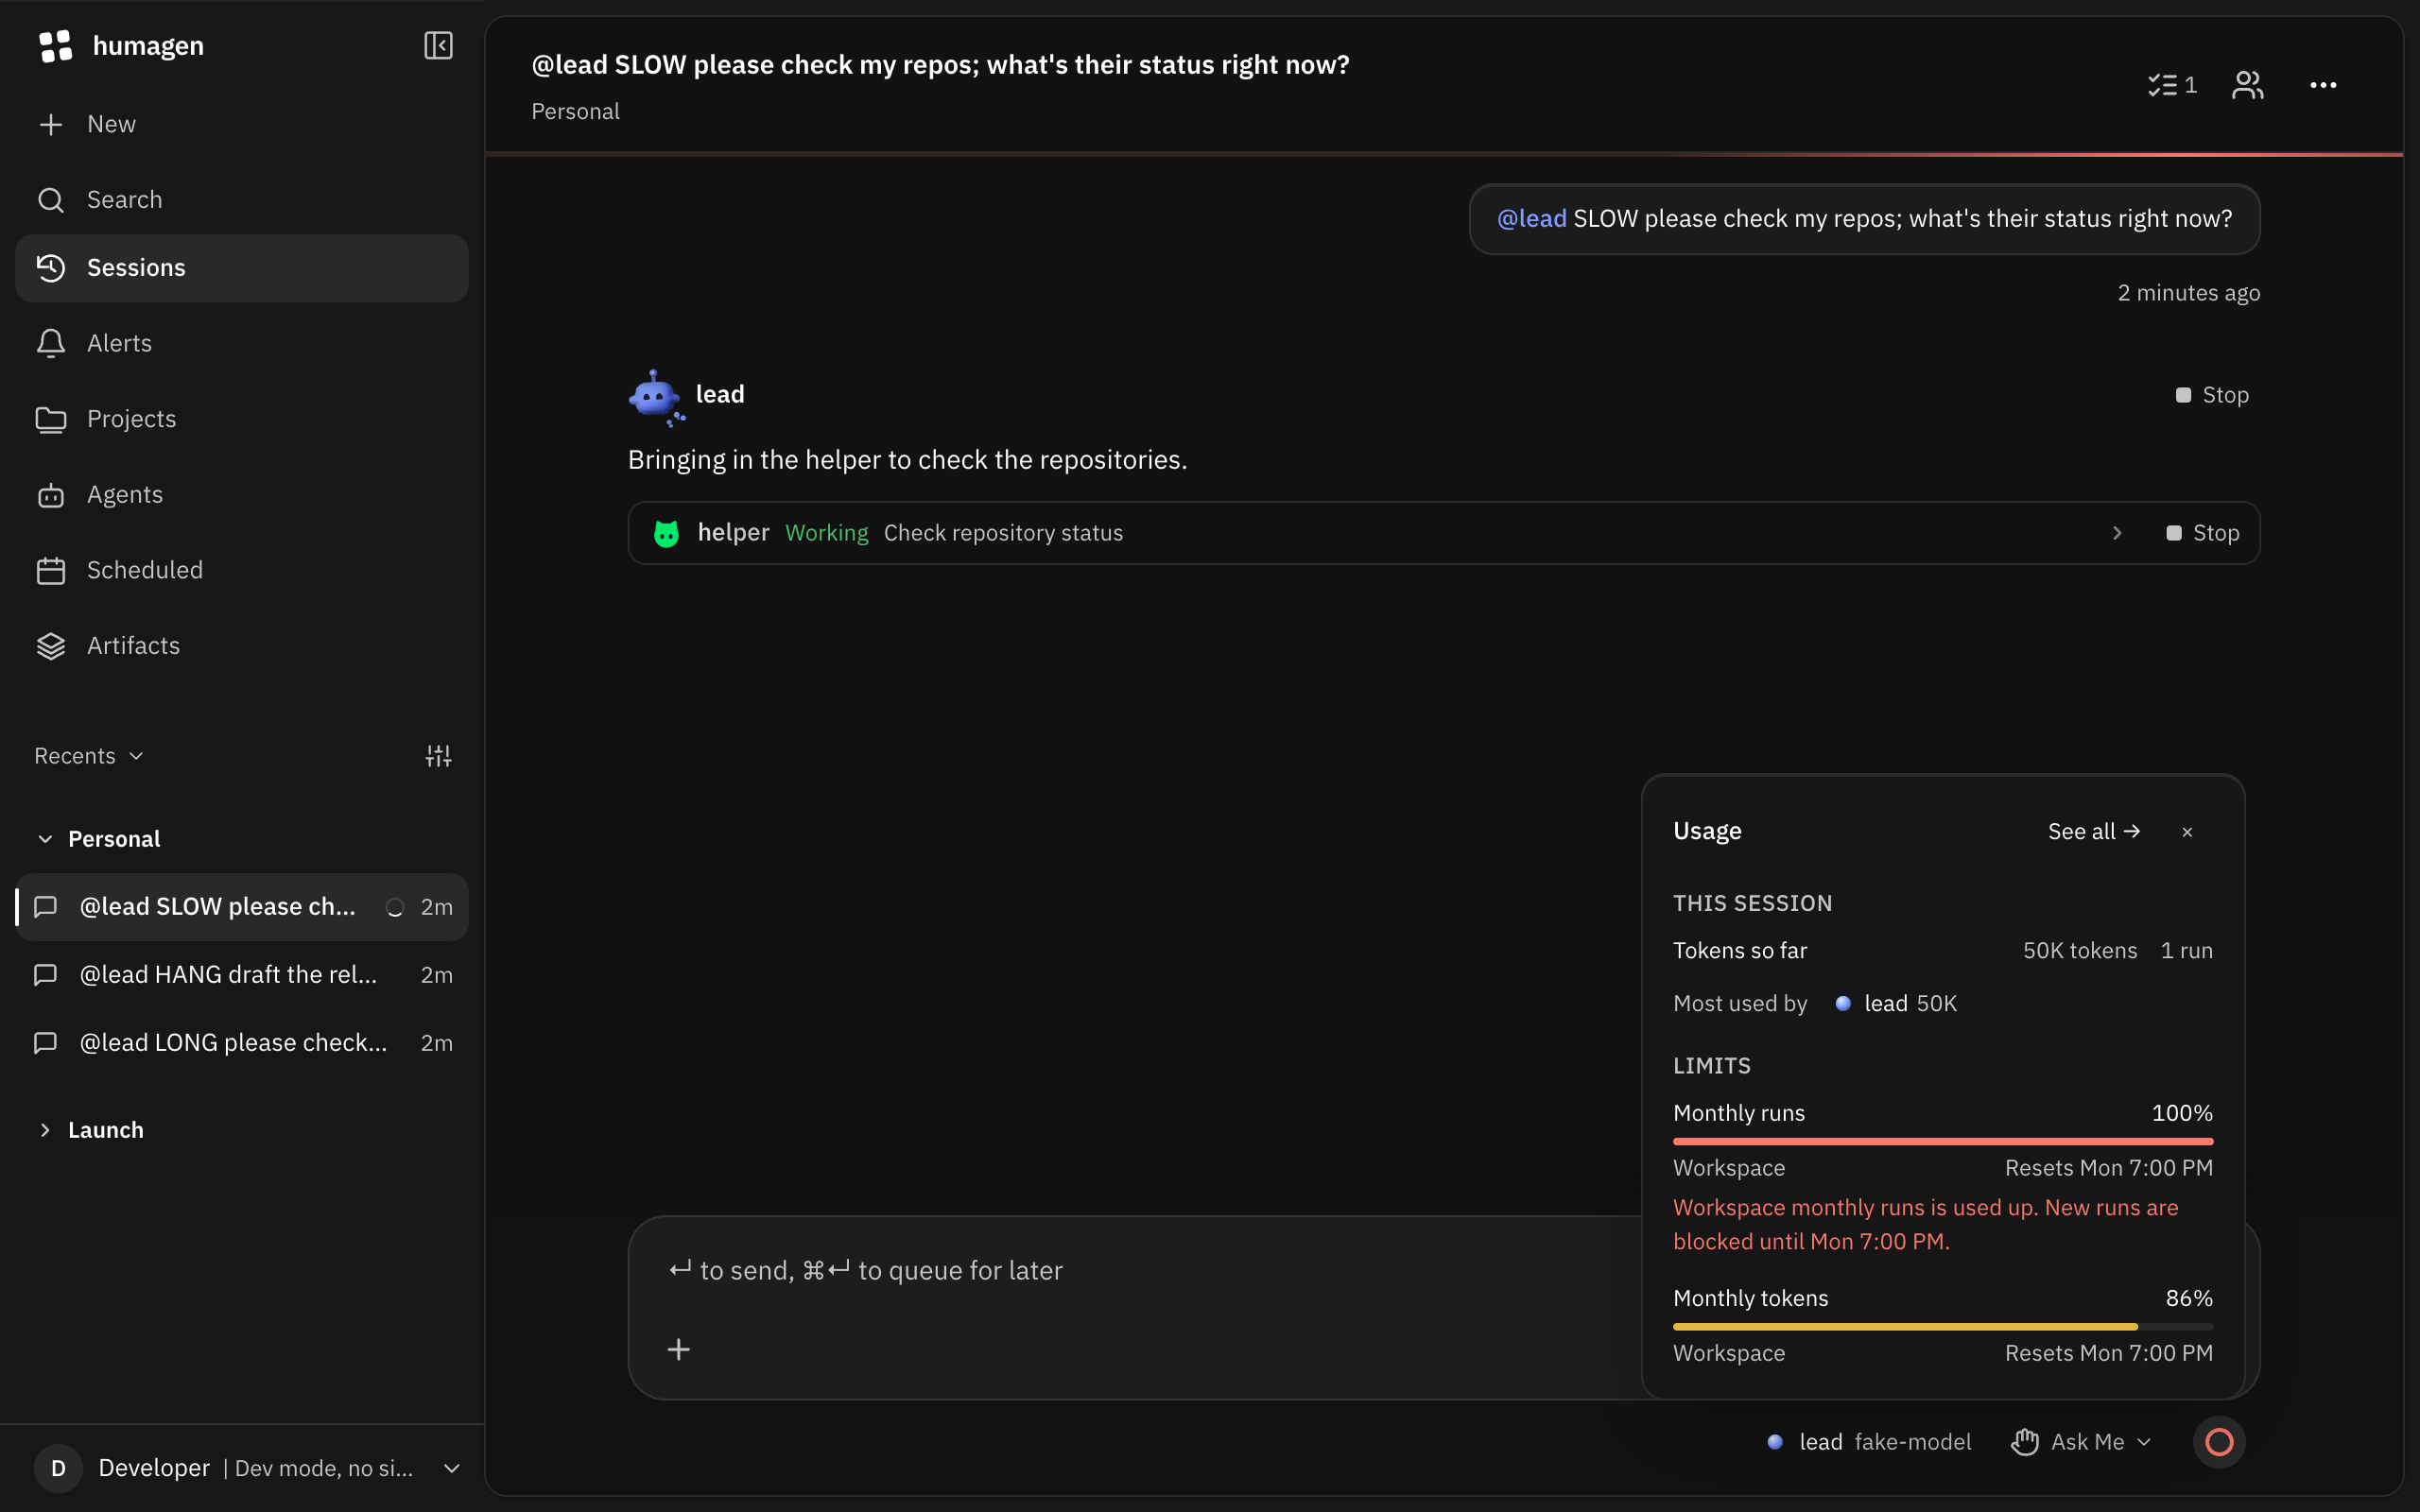 humagen
New
Search
Sessions
Alerts
Projects
Agents
Scheduled
Artifacts
Recents
Personal
@lead SLOW please ch... 2m
@lead HANG draft the rel... 2m
@lead LONG please check... 2m
Launch
D Developer | Dev mode, no si...
@lead SLOW please check my repos; what's their status right now?
Personal
1
@lead SLOW please check my repos; what's their status right now?
2 minutes ago
lead Stop
Bringing in the helper to check the repositories.
helper Working Check repository status Stop
Usage See all → ×
THIS SESSION
Tokens so far 50K tokens 1 run
Most used by lead 50K
LIMITS
Monthly runs 100%
Workspace Resets Mon 7:00 PM
Workspace monthly runs is used up. New runs are
blocked until Mon 7:00 PM.
Monthly tokens 86%
Workspace Resets Mon 7:00 PM
↵ to send, ⌘↵ to queue for later
lead fake-model Ask Me